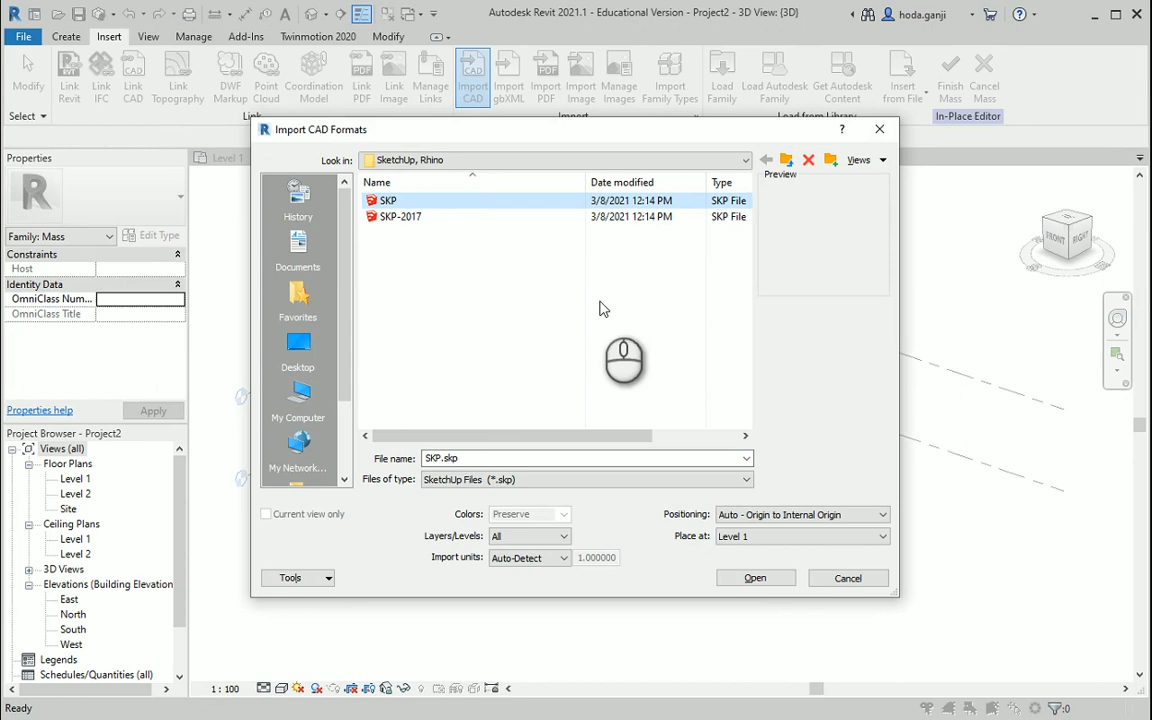 Autodesk Revit 2021.1 - Educational Version - Project2 - 3D View: {3D}
hoda.ganji
File Create Insert View Manage Add-Ins Twinmotion 2020 Modify
Modify
Link Revit
Link IFC
Link CAD
Link Topography
DWF Markup
Point Cloud
Coordination Model
Link PDF
Link Image
Manage Links
Import CAD
Import gbXML
Import PDF
Import Image
Manage Images
Import Family Types
Load Family
Load Autodesk Family
Get Autodesk Content
Insert from File
Finish Mass
Cancel Mass
Select
In-Place Editor
Properties
Level 1
Family: Mass
Edit Type
Constraints
Host
Identity Data
OmniClass Num...
OmniClass Title
Properties help
Apply
Project Browser - Project2
Views (all)
Floor Plans
Level 1
Level 2
Site
Ceiling Plans
Level 1
Level 2
3D Views
Elevations (Building Elevation
East
North
South
West
Legends
Schedules/Quantities (all)
Import CAD Formats
Look in: SketchUp, Rhino
Views
Preview
Name Date modified Type
SKP 3/8/2021 12:14 PM SKP File
SKP-2017 3/8/2021 12:14 PM SKP File
History
Documents
Favorites
Desktop
My Computer
My Network...
File name: SKP.skp
Files of type: SketchUp Files (*.skp)
Current view only
Colors: Preserve
Positioning: Auto - Origin to Internal Origin
Layers/Levels: All
Place at: Level 1
Import units: Auto-Detect 1.000000
Tools
Open
Cancel
FRONT
RIGHT
1 : 100
Ready
:0